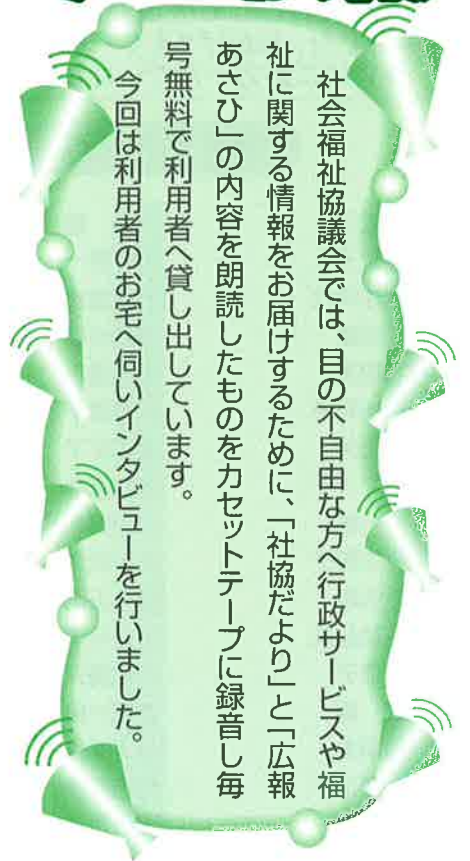 社会福祉協議会では、目の不自由な方へ行政サービスや福
祉に関する情報をお届けするために、「社協だより」と「広報
あさひ」の内容を朗読したものをカセットテープに録音し毎
号無料で利用者へ貸し出しています。
今回は利用者のお宅へ伺いインタビューを行いました。